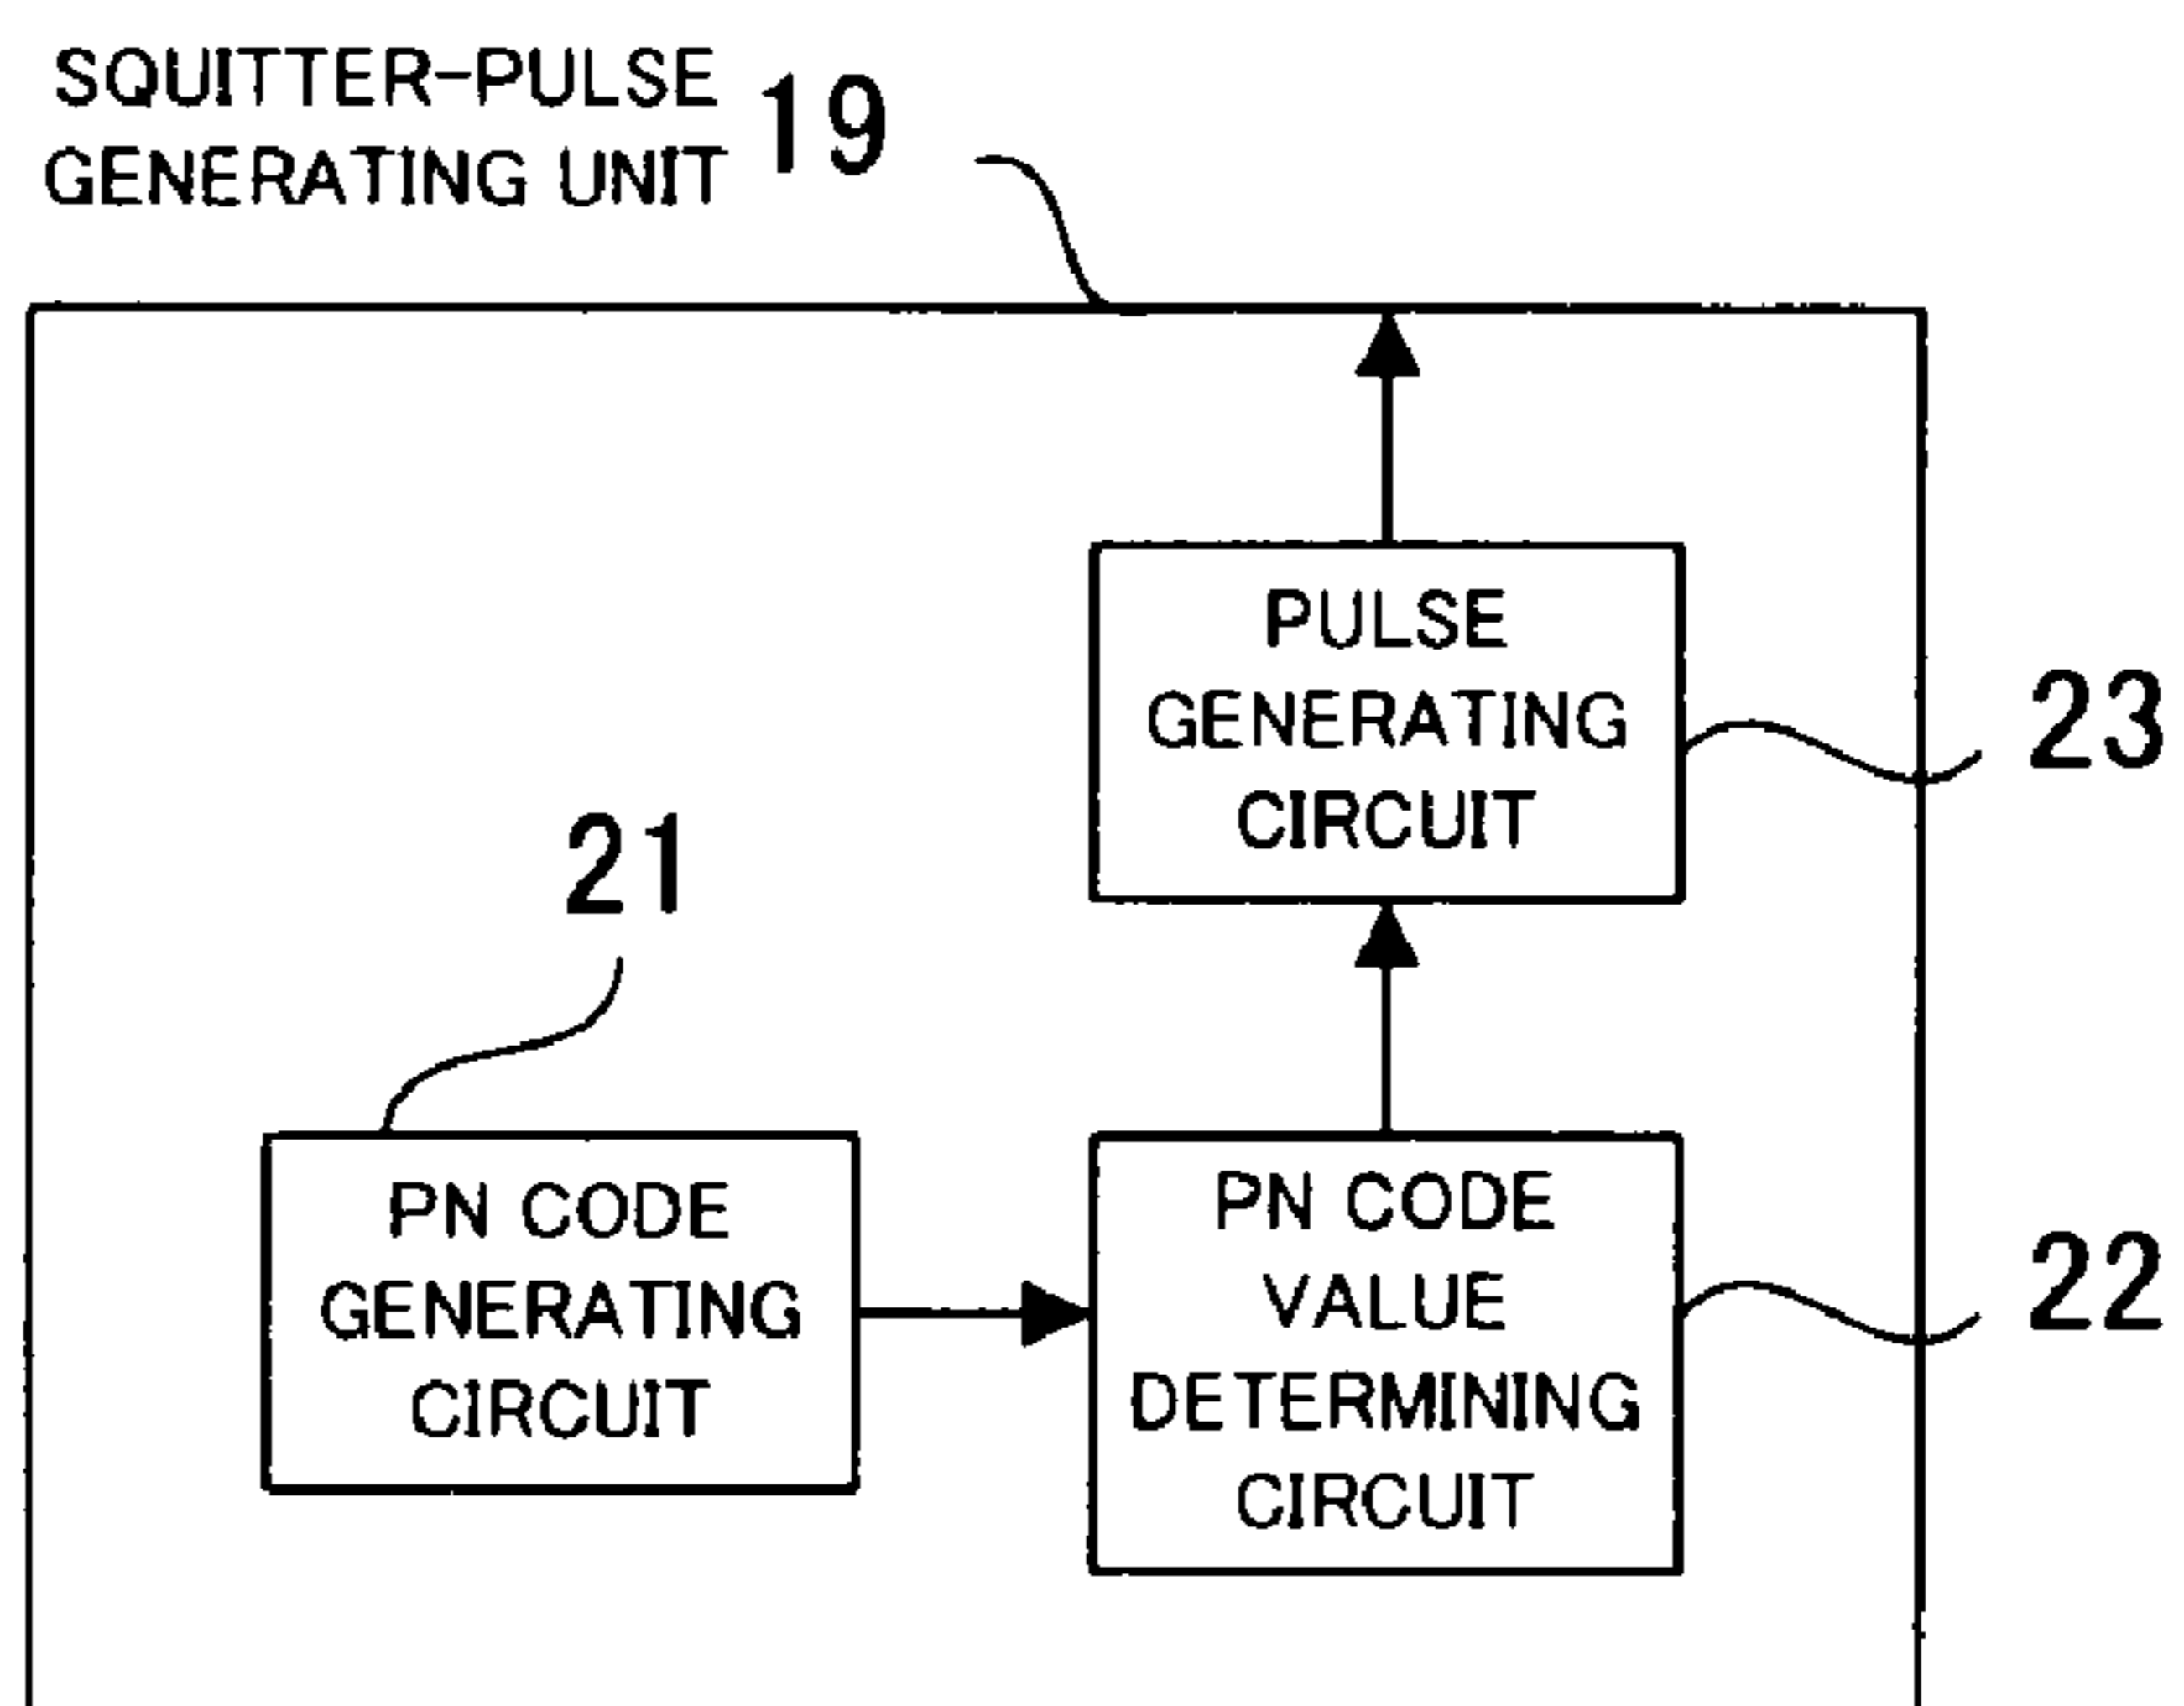 SQUITTER-PULSE
GENERATING UNIT 19
PULSE
GENERATING
CIRCUIT
23
21
PN CODE
GENERATING
CIRCUIT
PN CODE
VALUE
DETERMINING
CIRCUIT
22